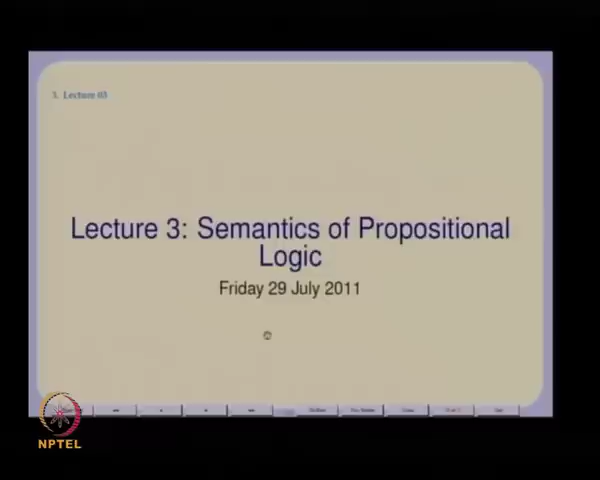 3. Lecture 03
Lecture 3: Semantics of Propositional
Logic
Friday 29 July 2011
NPTEL